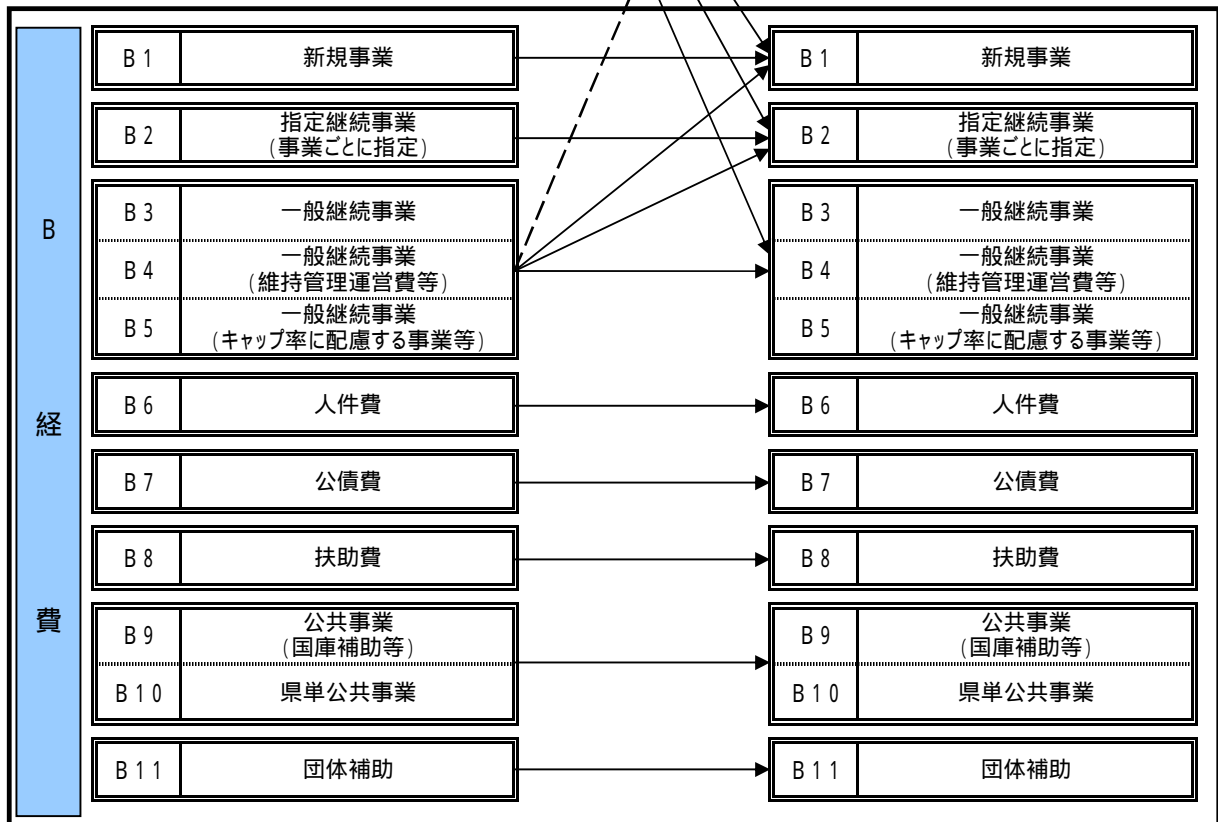 B 経 費
B 1 新規事業
B 2 指定継続事業
(事業ごとに指定)
B 3 一般継続事業
B 4 一般継続事業
(維持管理運営費等)
B 5 一般継続事業
(キャップ率に配慮する事業等)
B 6 人件費
B 7 公債費
B 8 扶助費
B 9 公共事業
(国庫補助等)
B 1 0 県単公共事業
B 1 1 団体補助
B 1 新規事業
B 2 指定継続事業
(事業ごとに指定)
B 3 一般継続事業
B 4 一般継続事業
(維持管理運営費等)
B 5 一般継続事業
(キャップ率に配慮する事業等)
B 6 人件費
B 7 公債費
B 8 扶助費
B 9 公共事業
(国庫補助等)
B 1 0 県単公共事業
B 1 1 団体補助